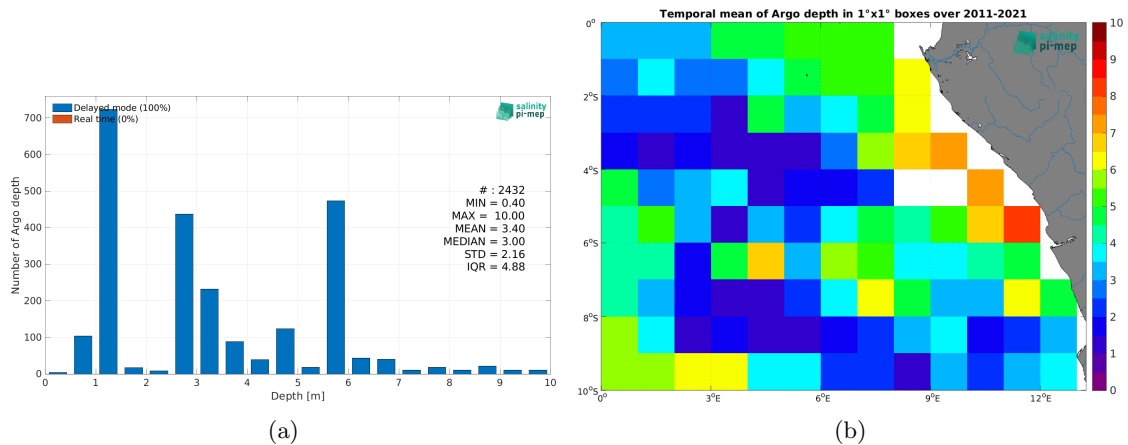 Delayed mode (100%)
Real time (0%)
salinity
pi-mep
# : 2432
MIN = 0.40
MAX = 10.00
MEAN = 3.40
MEDIAN = 3.00
STD = 2.16
IQR = 4.88
Number of Argo depth
700
600
500
400
300
200
100
0
0 1 2 3 4 5 6 7 8 9 10
Depth [m]
(a)
Temporal mean of Argo depth in 1°x1° boxes over 2011-2021
salinity
pi-mep
0°
2°S
4°S
6°S
8°S
10°S
0° 3°E 6°E 9°E 12°E
10
9
8
7
6
5
4
3
2
1
0
(b)